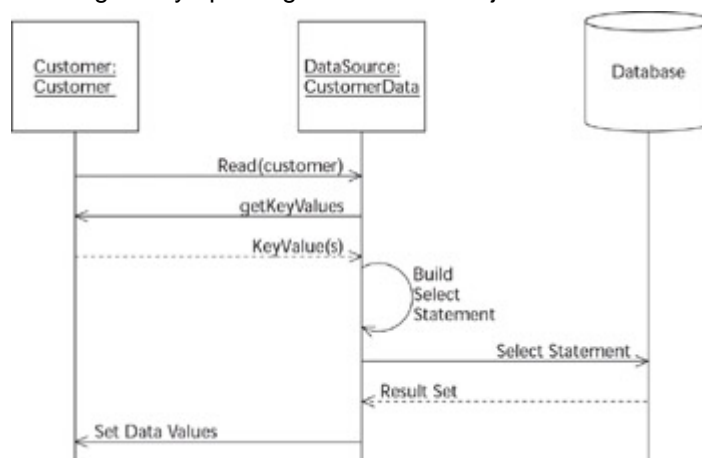 Customer:
Customer
DataSource:
CustomerData
Database
Read(customer)
getKeyValues
KeyValue(s)
Build
Select
Statement
Select Statement
Result Set
Set Data Values